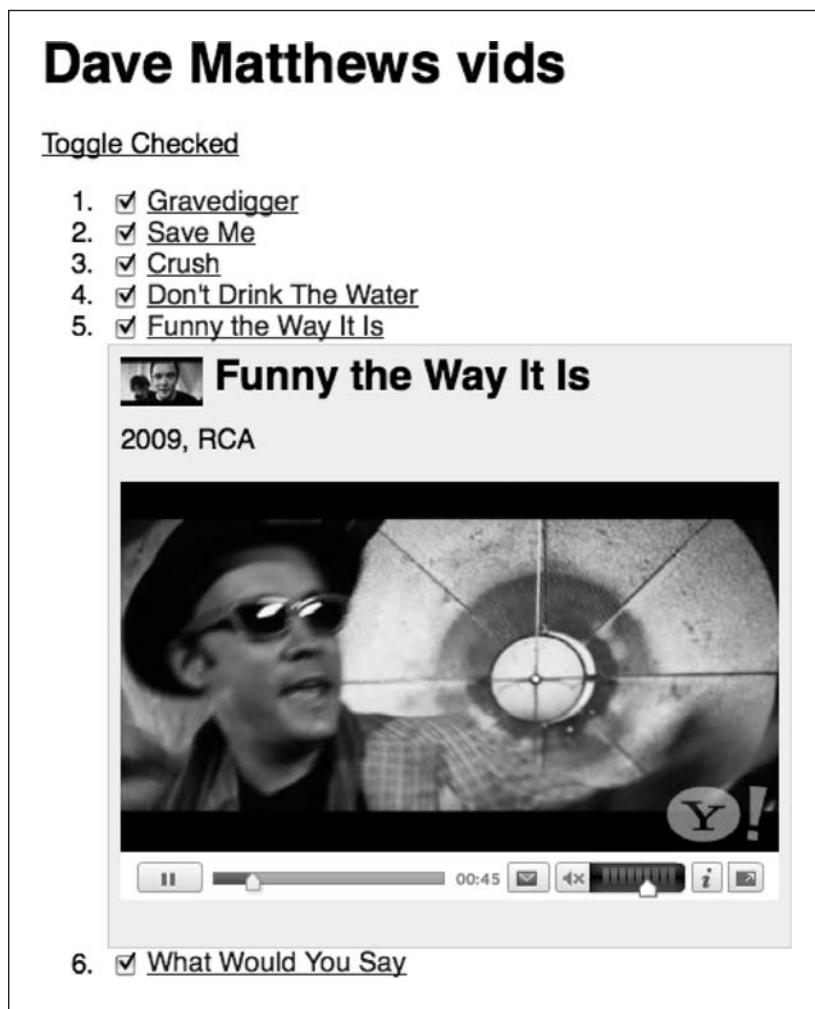 Dave Matthews vids
Toggle Checked
1. Gravedigger
2. Save Me
3. Crush
4. Don't Drink The Water
5. Funny the Way It Is
Funny the Way It Is
2009, RCA
Y!
00:45
i
6. What Would You Say